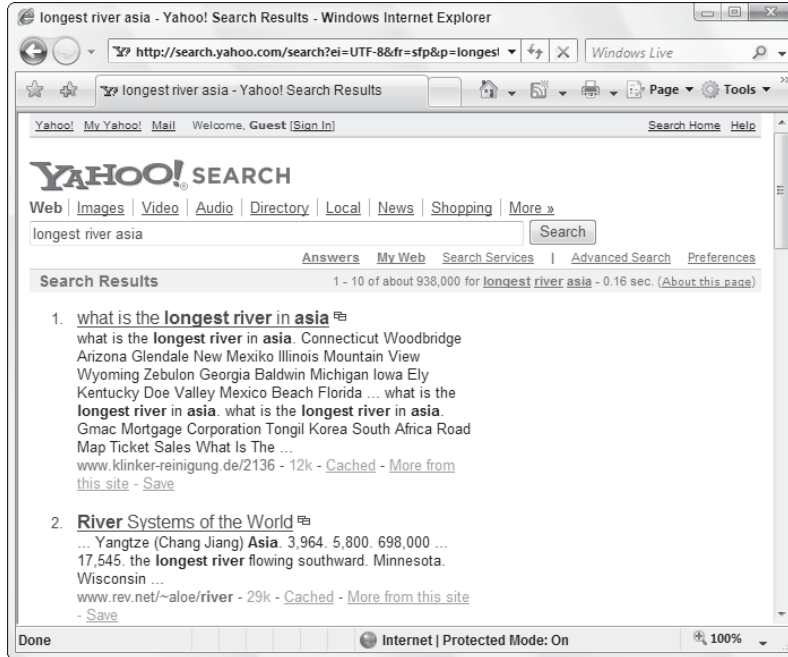 longest river asia - Yahoo! Search Results - Windows Internet Explorer
http://search.yahoo.com/search?ei=UTF-8&fr=sfp&p=longest
Windows Live
longest river asia - Yahoo! Search Results
Page
Tools
Yahoo! My Yahoo! Mail Welcome, Guest [Sign In] Search Home Help
YAHOO! SEARCH
Web | Images | Video | Audio | Directory | Local | News | Shopping | More »
longest river asia Search
Answers My Web Search Services | Advanced Search Preferences
Search Results 1 - 10 of about 938,000 for longest river asia - 0.16 sec. (About this page)
1. what is the longest river in asia
what is the longest river in asia. Connecticut Woodbridge
Arizona Glendale New Mexiko Illinois Mountain View
Wyoming Zebulon Georgia Baldwin Michigan Iowa Ely
Kentucky Doe Valley Mexico Beach Florida ... what is the
longest river in asia. what is the longest river in asia.
Gmac Mortgage Corporation Tongil Korea South Africa Road
Map Ticket Sales What Is The ...
www.klinker-reinigung.de/2136 - 12k - Cached - More from
this site - Save
2. River Systems of the World
... Yangtze (Chang Jiang) Asia. 3,964. 5,800. 698,000 ...
17,545. the longest river flowing southward. Minnesota.
Wisconsin ...
www.rev.net/~aloe/river - 29k - Cached - More from this site
- Save
Done Internet | Protected Mode: On 100%